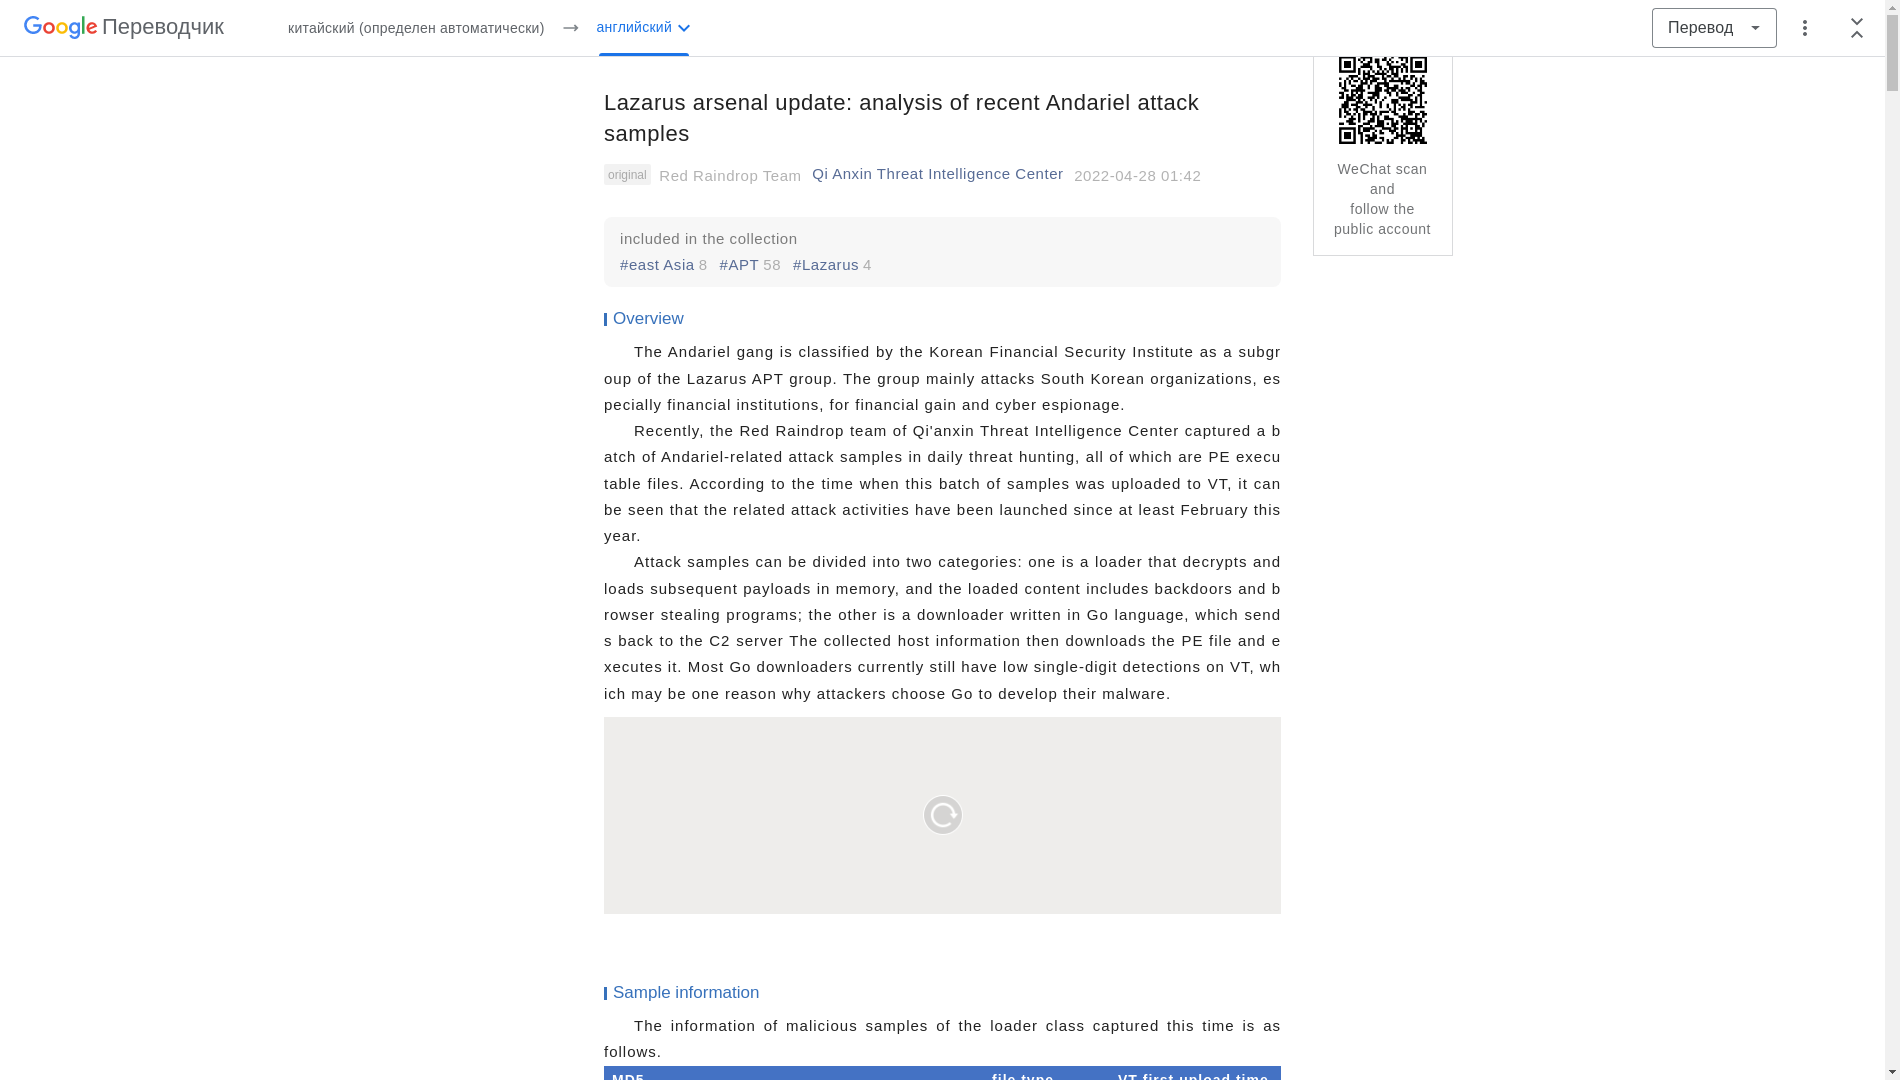 Google Переводчик
китайский (определен автоматически) → английский
Перевод
Lazarus arsenal update: analysis of recent Andariel attack
samples
original Red Raindrop Team Qi Anxin Threat Intelligence Center 2022-04-28 01:42
WeChat scan
and
follow the
public account
included in the collection
#east Asia 8 #APT 58 #Lazarus 4
Overview
The Andariel gang is classified by the Korean Financial Security Institute as a subgr
oup of the Lazarus APT group. The group mainly attacks South Korean organizations, es
pecially financial institutions, for financial gain and cyber espionage.
Recently, the Red Raindrop team of Qi'anxin Threat Intelligence Center captured a b
atch of Andariel-related attack samples in daily threat hunting, all of which are PE execu
table files. According to the time when this batch of samples was uploaded to VT, it can
be seen that the related attack activities have been launched since at least February this
year.
Attack samples can be divided into two categories: one is a loader that decrypts and
loads subsequent payloads in memory, and the loaded content includes backdoors and b
rowser stealing programs; the other is a downloader written in Go language, which send
s back to the C2 server The collected host information then downloads the PE file and e
xecutes it. Most Go downloaders currently still have low single-digit detections on VT, wh
ich may be one reason why attackers choose Go to develop their malware.
Sample information
The information of malicious samples of the loader class captured this time is as
follows.
MD5 file type VT first upload time